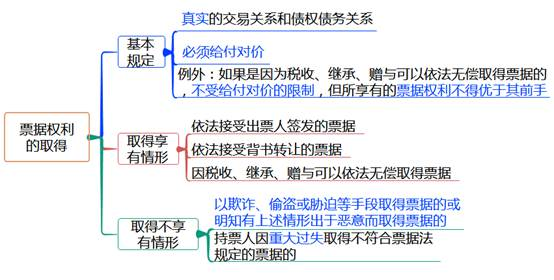 票据权利
的取得
基本
规定
真实的交易关系和债权债务关系
必须给付对价
例外：如果是因为税收、继承、赠与可以依法无偿取得票据的
，不受给付对价的限制，但所享有的票据权利不得优于其前手
取得享
有情形
依法接受出票人签发的票据
依法接受背书转让的票据
因税收、继承、赠与可以依法无偿取得票据
取得不享
有情形
以欺诈、偷盗或胁迫等手段取得票据的或
明知有上述情形出于恶意而取得票据的
持票人因重大过失取得不符合票据法
规定的票据的